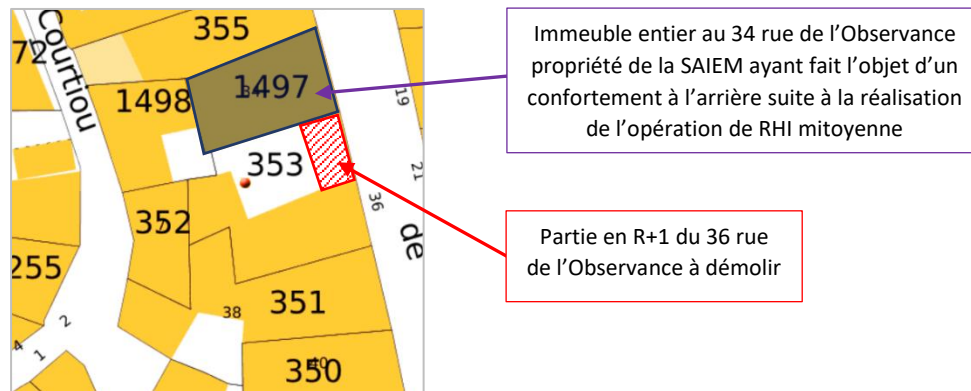 Courtiou
72
355
1498
1497
34
19
353
21
36
de
352
255
351
38
2
4
1
350
40
Immeuble entier au 34 rue de l’Observance
propriété de la SAIEM ayant fait l’objet d’un
confortement à l’arrière suite à la réalisation
de l’opération de RHI mitoyenne
Partie en R+1 du 36 rue
de l’Observance à démolir